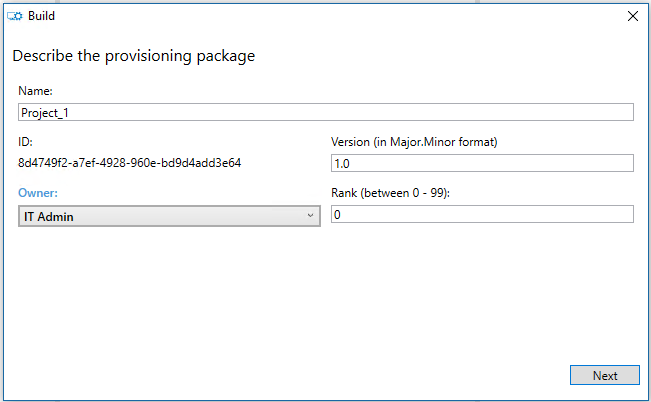 Build
Describe the provisioning package
Name:
Project_1
ID:
8d4749f2-a7ef-4928-960e-bd9d4add3e64
Version (in Major.Minor format)
1.0
Owner:
IT Admin
Rank (between 0 - 99):
0
Next